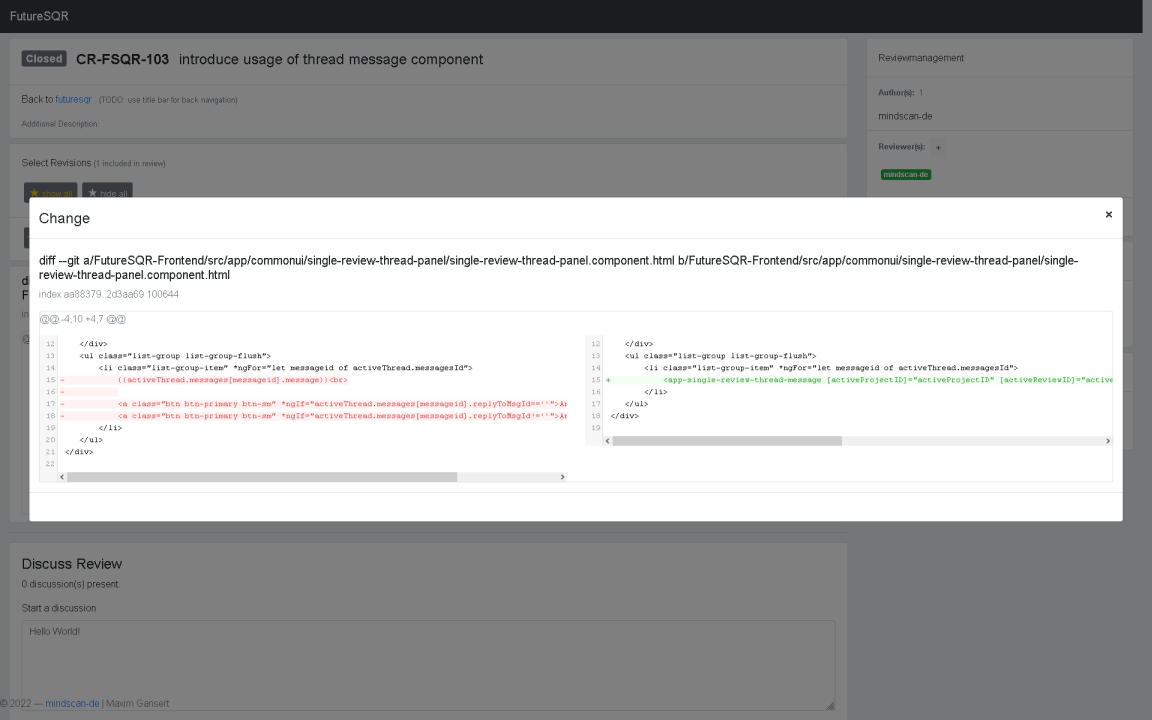 FutureSQR
Closed CR-FSQR-103 introduce usage of thread message component
Back to futuresqr (TODO: use title bar for back navigation)
Additional Description:
Select Revisions (1 included in review)
★ show all ★ hide all
Reviewmanagement
Author(s): 1
mindscan-de
Reviewer(s): +
mindscan-de
Change ×
diff --git a/FutureSQR-Frontend/src/app/commonui/single-review-thread-panel/single-review-thread-panel.component.html b/FutureSQR-Frontend/src/app/commonui/single-review-thread-panel/single-
review-thread-panel.component.html
index aa88379..2d3aa69 100644
@@ -4,10 +4,7 @@
12 </div>
13 <ul class="list-group list-group-flush">
14 <li class="list-group-item" *ngFor="let messageid of activeThread.messagesId">
15 - {{activeThread.messages[messageid].message}}<br>
16 -
17 - <a class="btn btn-primary btn-sm" *ngIf="activeThread.messages[messageid].replyToMsgId==''">An
18 - <a class="btn btn-primary btn-sm" *ngIf="activeThread.messages[messageid].replyToMsgId!=''">An
19 </li>
20 </ul>
21 </div>
22
12 </div>
13 <ul class="list-group list-group-flush">
14 <li class="list-group-item" *ngFor="let messageid of activeThread.messagesId">
15 + <app-single-review-thread-message [activeProjectID]="activeProjectID" [activeReviewID]="active
16 </li>
17 </ul>
18 </div>
19
Discuss Review
0 discussion(s) present.
Start a discussion
Hello World!
© 2022 — mindscan-de | Maxim Gansert